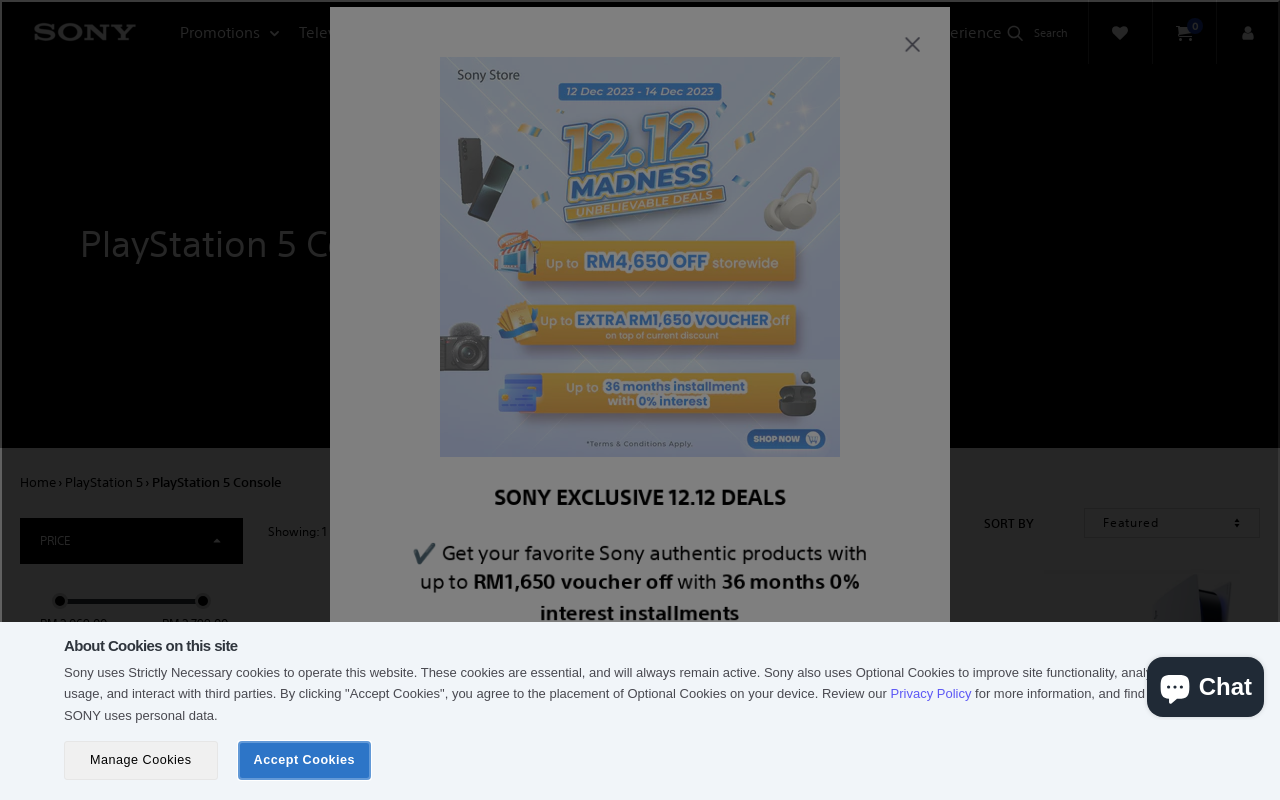 SONY
Promotions
Search
0
PlayStation 5
Sony Store
12 Dec 2023 - 14 Dec 2023
12.12
MADNESS
UNBELIEVABLE DEALS
Up to RM4,650 OFF storewide
Up to EXTRA RM1,650 VOUCHER off
on top of current discount
Up to 36 months installment
with 0% interest
*Terms & Conditions Apply.
SHOP NOW
Home › PlayStation 5 › PlayStation 5 Console
SONY EXCLUSIVE 12.12 DEALS
PRICE
Showing: 1
SORT BY
Featured
✔️ Get your favorite Sony authentic products with
up to RM1,650 voucher off with 36 months 0%
interest installments
About Cookies on this site
Sony uses Strictly Necessary cookies to operate this website. These cookies are essential, and will always remain active. Sony also uses Optional Cookies to improve site functionality,
usage, and interact with third parties. By clicking "Accept Cookies", you agree to the placement of Optional Cookies on your device. Review our Privacy Policy for more information, and find
SONY uses personal data.
Chat
Manage Cookies
Accept Cookies